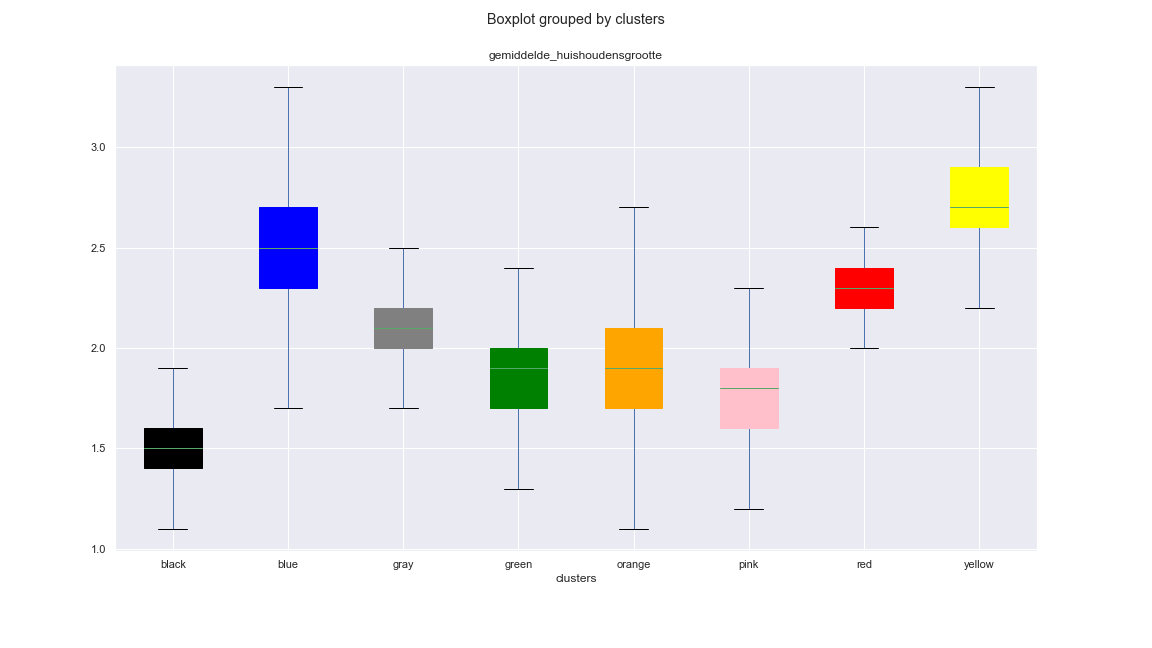 Boxplot grouped by clusters
gemiddelde_huishoudensgrootte
3.0
2.5
2.0
1.5
1.0
black blue gray green orange pink red yellow
clusters